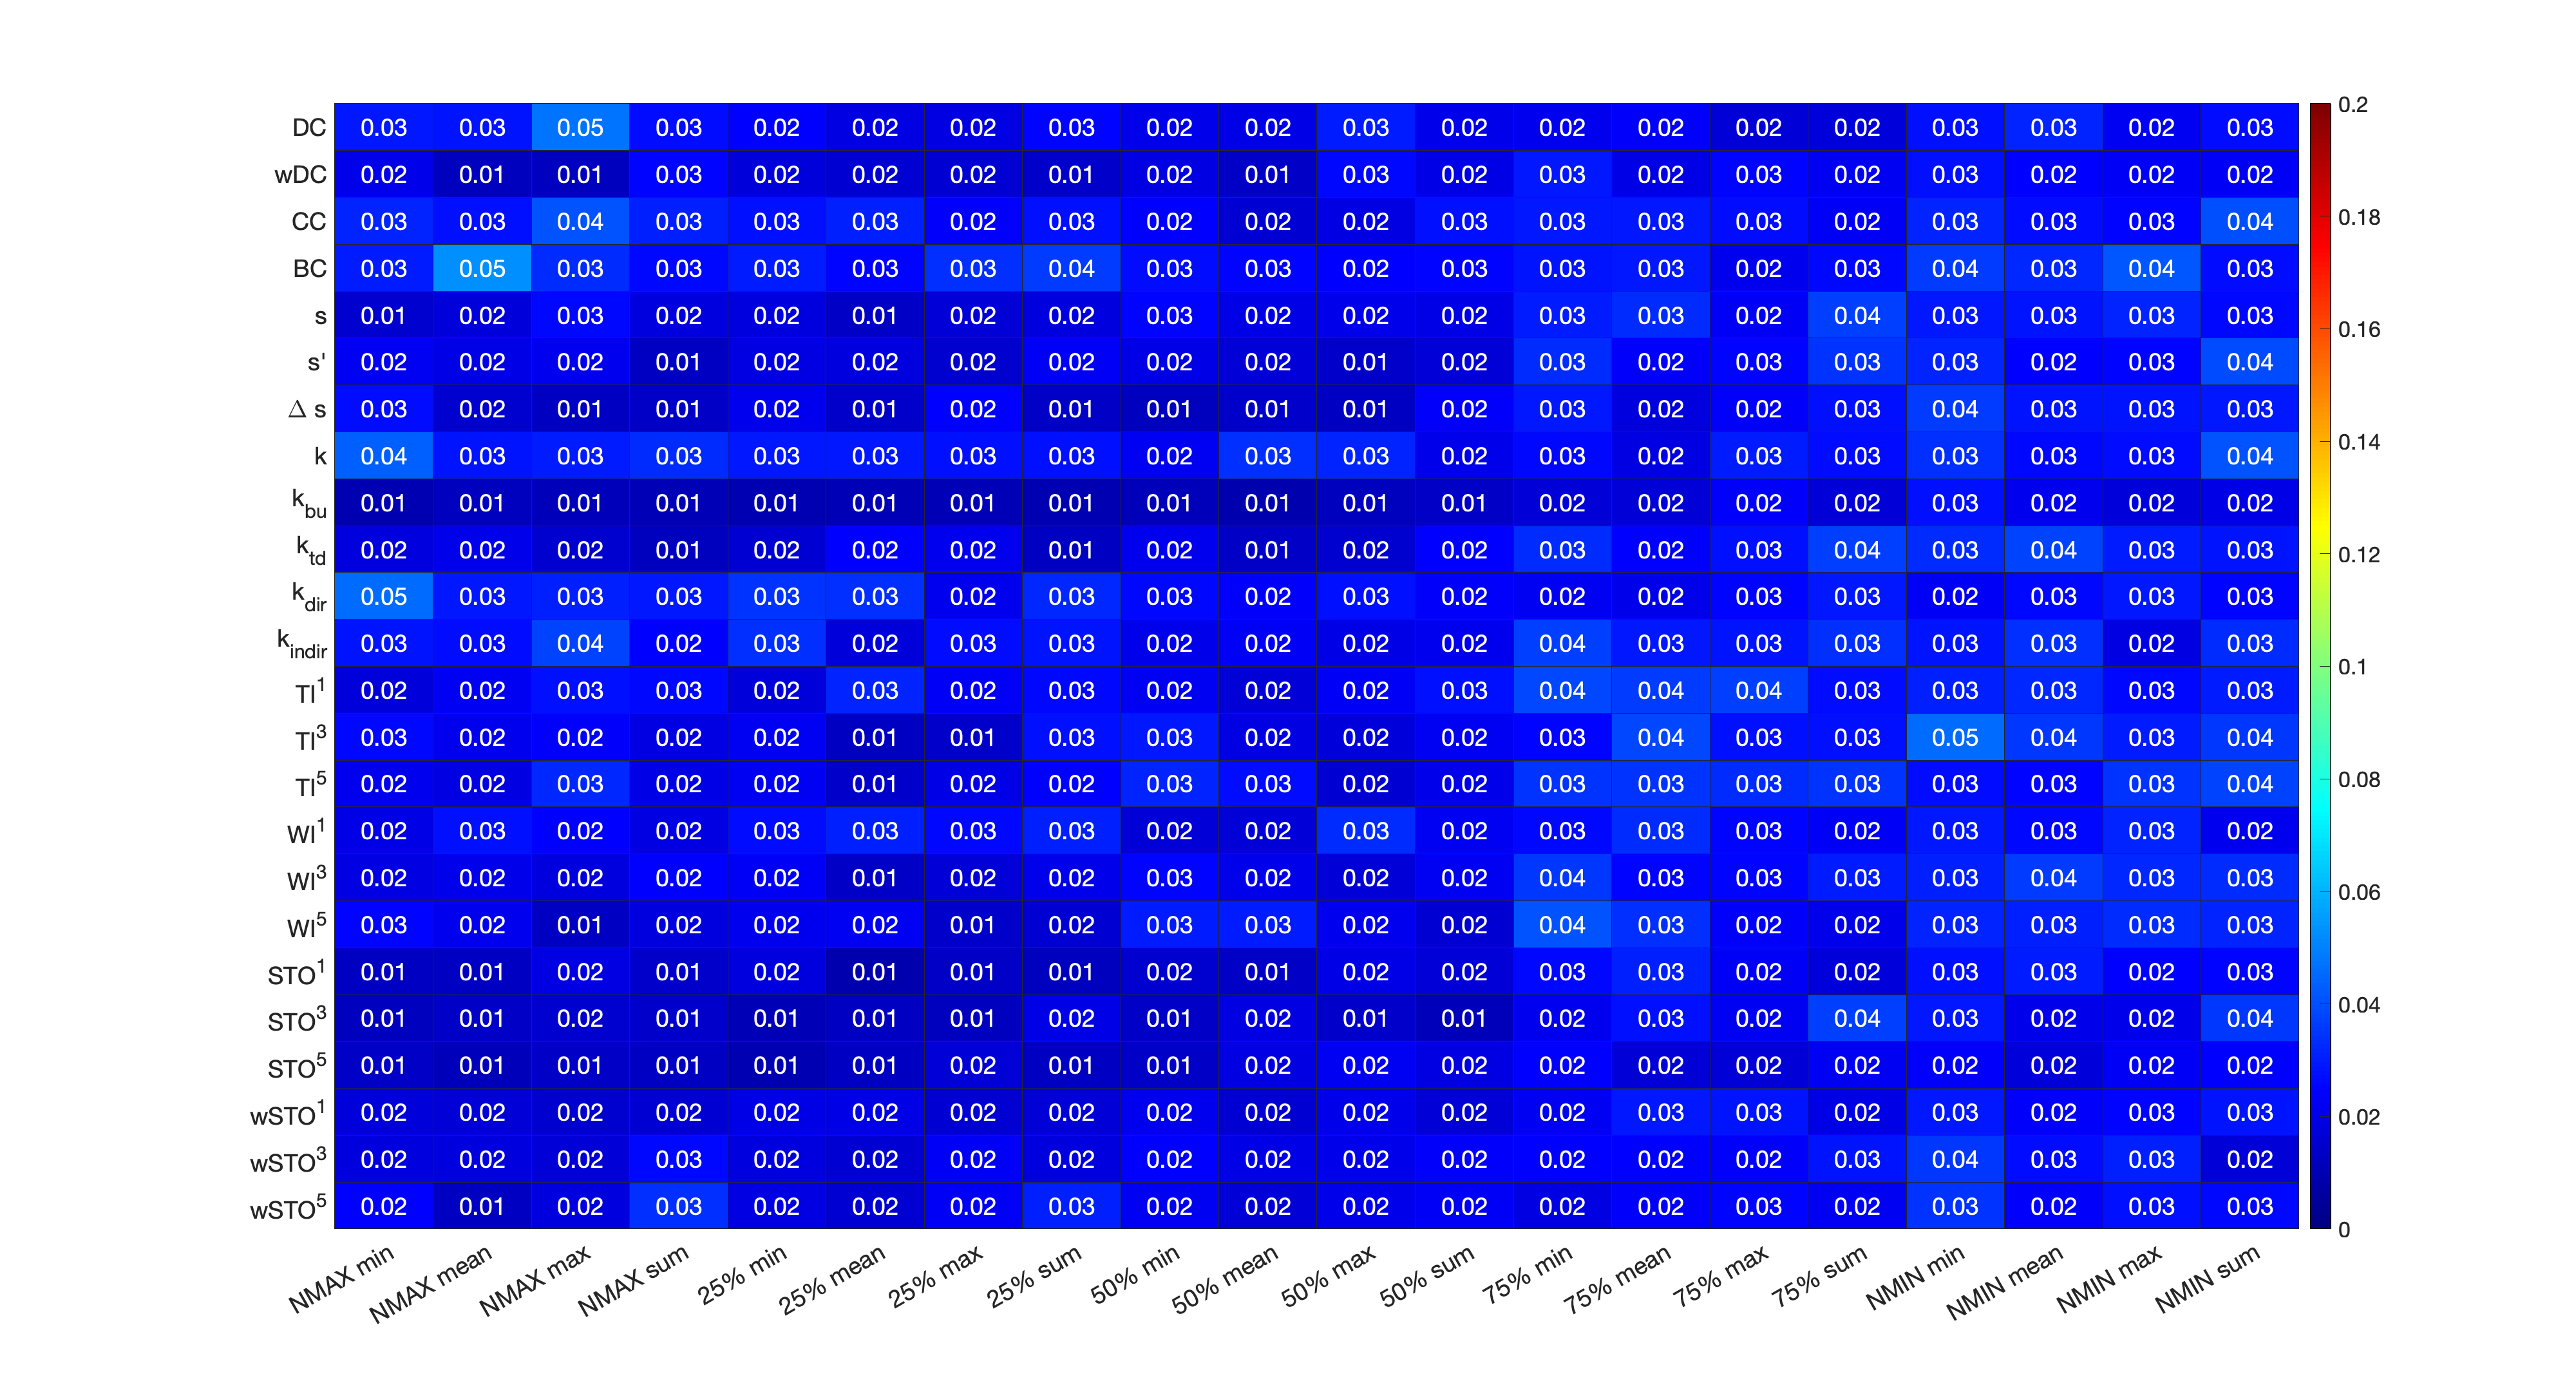 DC 0.03 0.03 0.05 0.03 0.02 0.02 0.02 0.03 0.02 0.02 0.03 0.02 0.02 0.02 0.02 0.02 0.03 0.03 0.02 0.03
wDC 0.02 0.01 0.01 0.03 0.02 0.02 0.02 0.01 0.02 0.01 0.03 0.02 0.03 0.02 0.03 0.02 0.03 0.02 0.02 0.02
CC 0.03 0.03 0.04 0.03 0.03 0.03 0.02 0.03 0.02 0.02 0.02 0.03 0.03 0.03 0.03 0.02 0.03 0.03 0.03 0.04
BC 0.03 0.05 0.03 0.03 0.03 0.03 0.03 0.04 0.03 0.03 0.02 0.03 0.03 0.03 0.02 0.03 0.04 0.03 0.04 0.03
s 0.01 0.02 0.03 0.02 0.02 0.01 0.02 0.02 0.03 0.02 0.02 0.02 0.03 0.03 0.02 0.04 0.03 0.03 0.03 0.03
s' 0.02 0.02 0.02 0.01 0.02 0.02 0.02 0.02 0.02 0.02 0.01 0.02 0.03 0.02 0.03 0.03 0.03 0.02 0.03 0.04
Δ s 0.03 0.02 0.01 0.01 0.02 0.01 0.02 0.01 0.01 0.01 0.01 0.02 0.03 0.02 0.02 0.03 0.04 0.03 0.03 0.03
k 0.04 0.03 0.03 0.03 0.03 0.03 0.03 0.03 0.02 0.03 0.03 0.02 0.03 0.02 0.03 0.03 0.03 0.03 0.03 0.04
k_bu 0.01 0.01 0.01 0.01 0.01 0.01 0.01 0.01 0.01 0.01 0.01 0.01 0.02 0.02 0.02 0.02 0.03 0.02 0.02 0.02
k_td 0.02 0.02 0.02 0.01 0.02 0.02 0.02 0.01 0.02 0.01 0.02 0.02 0.03 0.02 0.03 0.04 0.03 0.04 0.03 0.03
k_dir 0.05 0.03 0.03 0.03 0.03 0.03 0.02 0.03 0.03 0.02 0.03 0.02 0.02 0.02 0.03 0.03 0.02 0.03 0.03 0.03
k_indir 0.03 0.03 0.04 0.02 0.03 0.02 0.03 0.03 0.02 0.02 0.02 0.02 0.04 0.03 0.03 0.03 0.03 0.03 0.02 0.03
TI^1 0.02 0.02 0.03 0.03 0.02 0.03 0.02 0.03 0.02 0.02 0.02 0.03 0.04 0.04 0.04 0.03 0.03 0.03 0.03 0.03
TI^3 0.03 0.02 0.02 0.02 0.02 0.01 0.01 0.03 0.03 0.02 0.02 0.02 0.03 0.04 0.03 0.03 0.05 0.04 0.03 0.04
TI^5 0.02 0.02 0.03 0.02 0.02 0.01 0.02 0.02 0.03 0.03 0.02 0.02 0.03 0.03 0.03 0.03 0.03 0.03 0.03 0.04
WI^1 0.02 0.03 0.02 0.02 0.03 0.03 0.03 0.03 0.02 0.02 0.03 0.02 0.03 0.03 0.03 0.02 0.03 0.03 0.03 0.02
WI^3 0.02 0.02 0.02 0.02 0.02 0.01 0.02 0.02 0.03 0.02 0.02 0.02 0.04 0.03 0.03 0.03 0.03 0.04 0.03 0.03
WI^5 0.03 0.02 0.01 0.02 0.02 0.02 0.01 0.02 0.03 0.03 0.02 0.02 0.04 0.03 0.02 0.02 0.03 0.03 0.03 0.03
STO^1 0.01 0.01 0.02 0.01 0.02 0.01 0.01 0.01 0.02 0.01 0.02 0.02 0.03 0.03 0.02 0.02 0.03 0.03 0.02 0.03
STO^3 0.01 0.01 0.02 0.01 0.01 0.01 0.01 0.02 0.01 0.02 0.01 0.01 0.02 0.03 0.02 0.04 0.03 0.02 0.02 0.04
STO^5 0.01 0.01 0.01 0.01 0.01 0.01 0.02 0.01 0.01 0.02 0.02 0.02 0.02 0.02 0.02 0.02 0.02 0.02 0.02 0.02
wSTO^1 0.02 0.02 0.02 0.02 0.02 0.02 0.02 0.02 0.02 0.02 0.02 0.02 0.02 0.03 0.03 0.02 0.03 0.02 0.03 0.03
wSTO^3 0.02 0.02 0.02 0.03 0.02 0.02 0.02 0.02 0.02 0.02 0.02 0.02 0.02 0.02 0.02 0.03 0.04 0.03 0.03 0.02
wSTO^5 0.02 0.01 0.02 0.03 0.02 0.02 0.02 0.03 0.02 0.02 0.02 0.02 0.02 0.02 0.03 0.02 0.03 0.02 0.03 0.03
NMAX min NMAX mean NMAX max NMAX sum 25% min 25% mean 25% max 25% sum 50% min 50% mean 50% max 50% sum 75% min 75% mean 75% max 75% sum NMIN min NMIN mean NMIN max NMIN sum
0.2
0.18
0.16
0.14
0.12
0.1
0.08
0.06
0.04
0.02
0